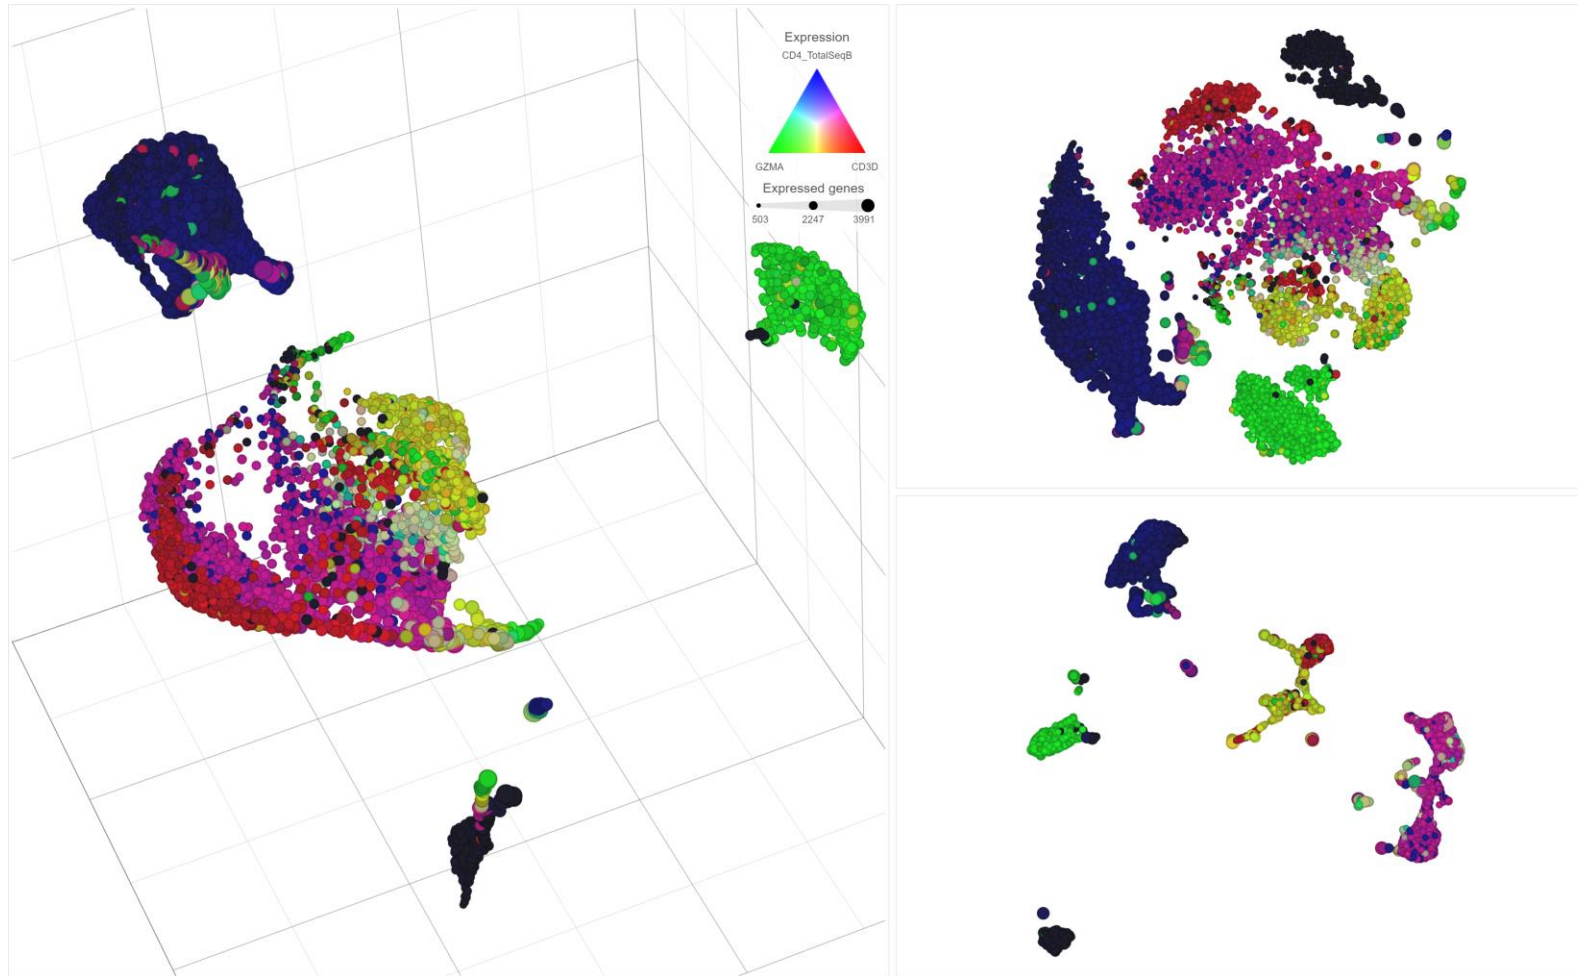 Expression
CD4_TotalSeqB
GZMA CD3D
Expressed genes
503 2247 3991